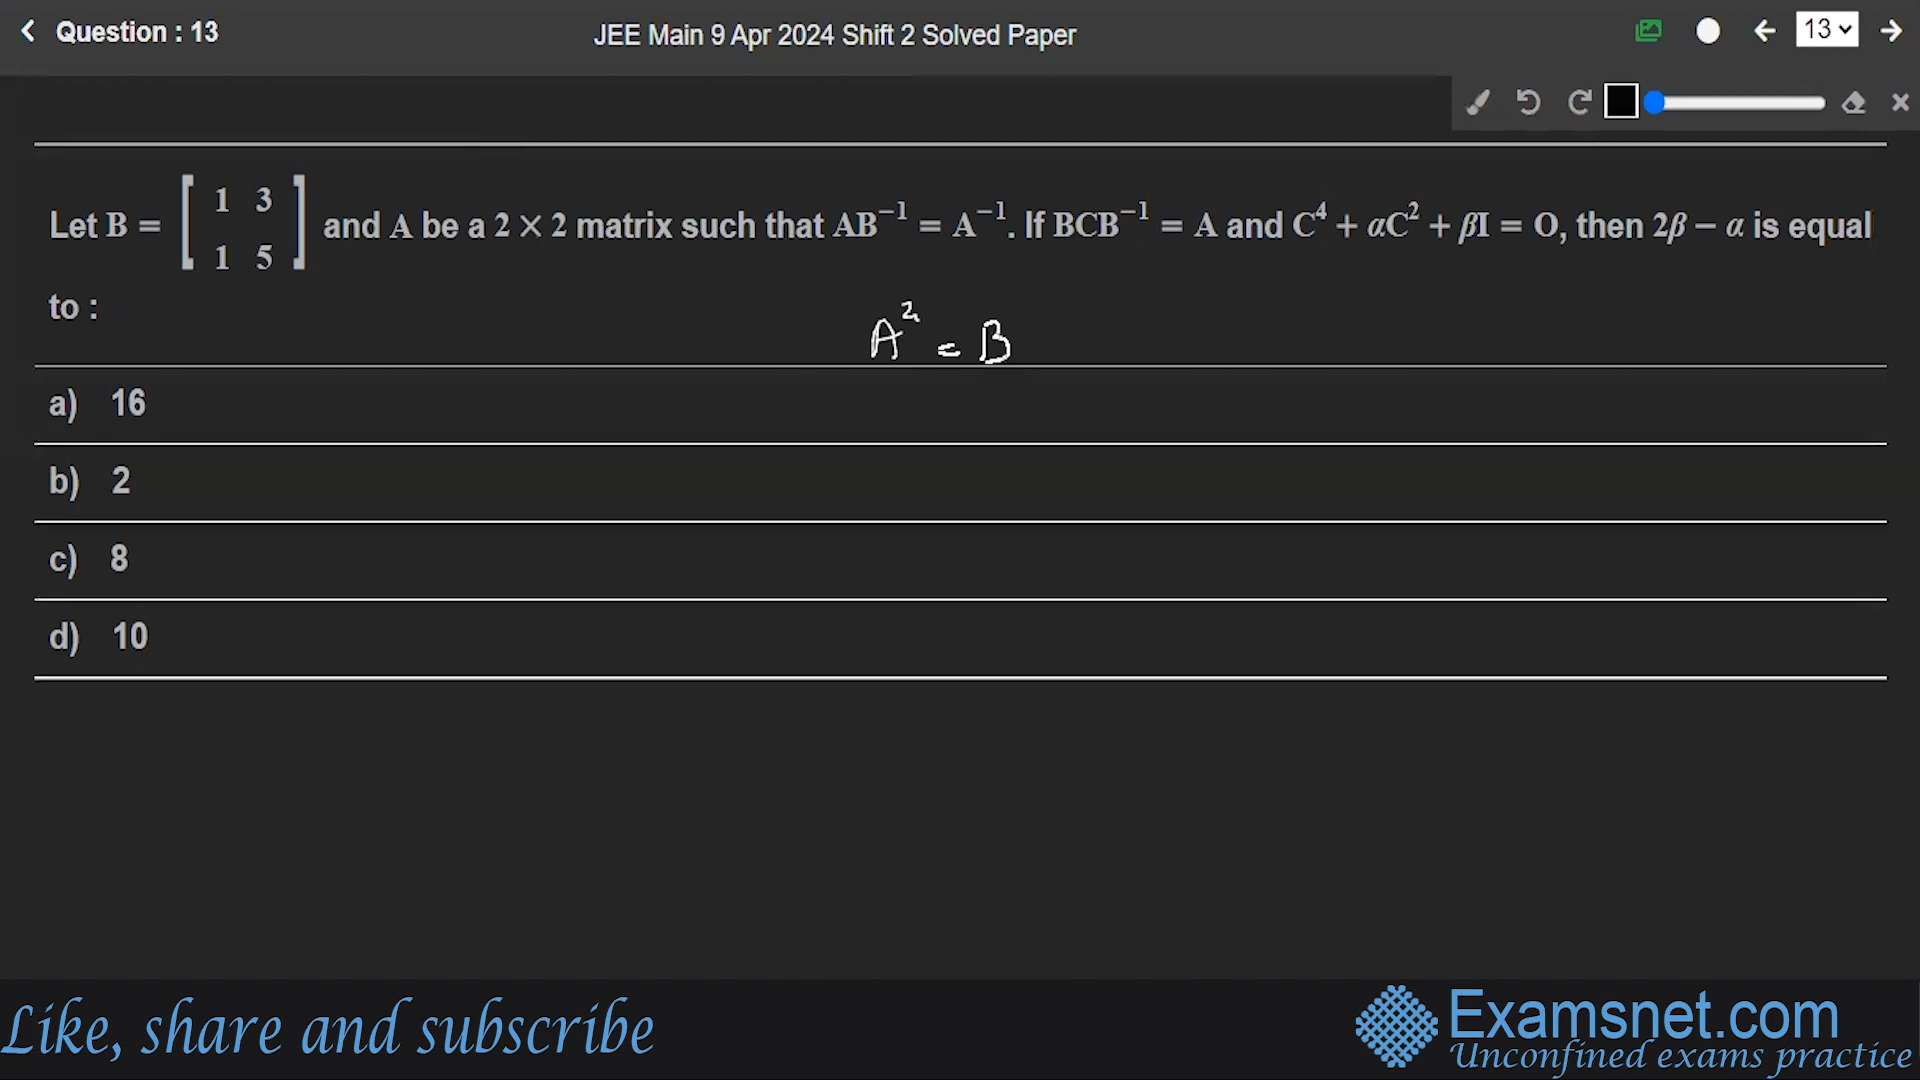 Question : 13
JEE Main 9 Apr 2024 Shift 2 Solved Paper
13
Let B = [ 1 3 ; 1 5 ] and A be a 2 × 2 matrix such that AB⁻¹ = A⁻¹. If BCB⁻¹ = A and C⁴ + αC² + βI = O, then 2β − α is equal
to :
A² = B
a) 16
b) 2
c) 8
d) 10
Like, share and subscribe
Examsnet.com
Unconfined exams practice